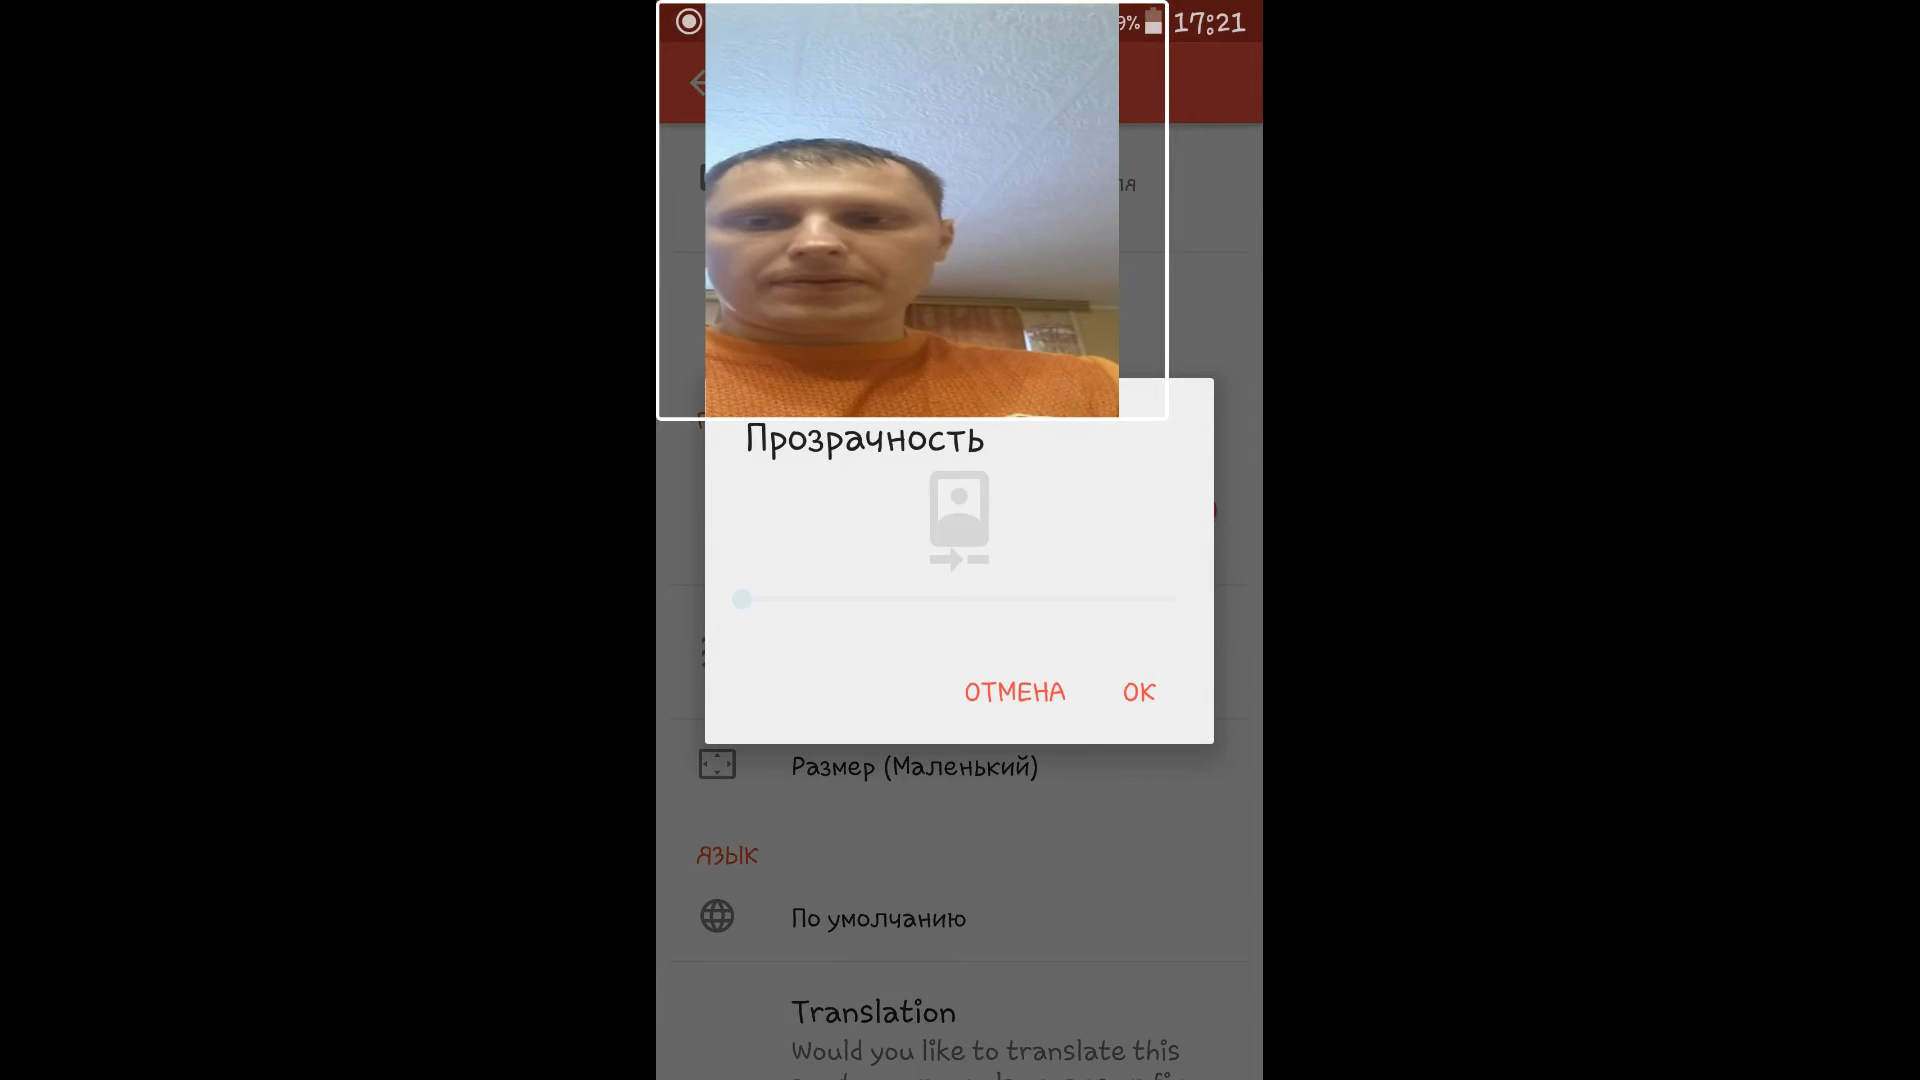 17:21
Прозрачность
ОТМЕНА OK
Размер (Маленький)
ЯЗЫК
По умолчанию
Translation
Would you like to translate this